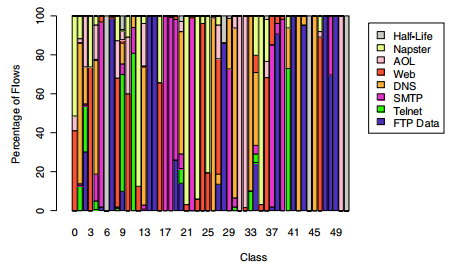 Percentage of Flows
100
80
60
40
20
0
0 3 6 9 13 17 21 25 29 33 37 41 45 49
Class
Half-Life
Napster
AOL
Web
DNS
SMTP
Telnet
FTP Data